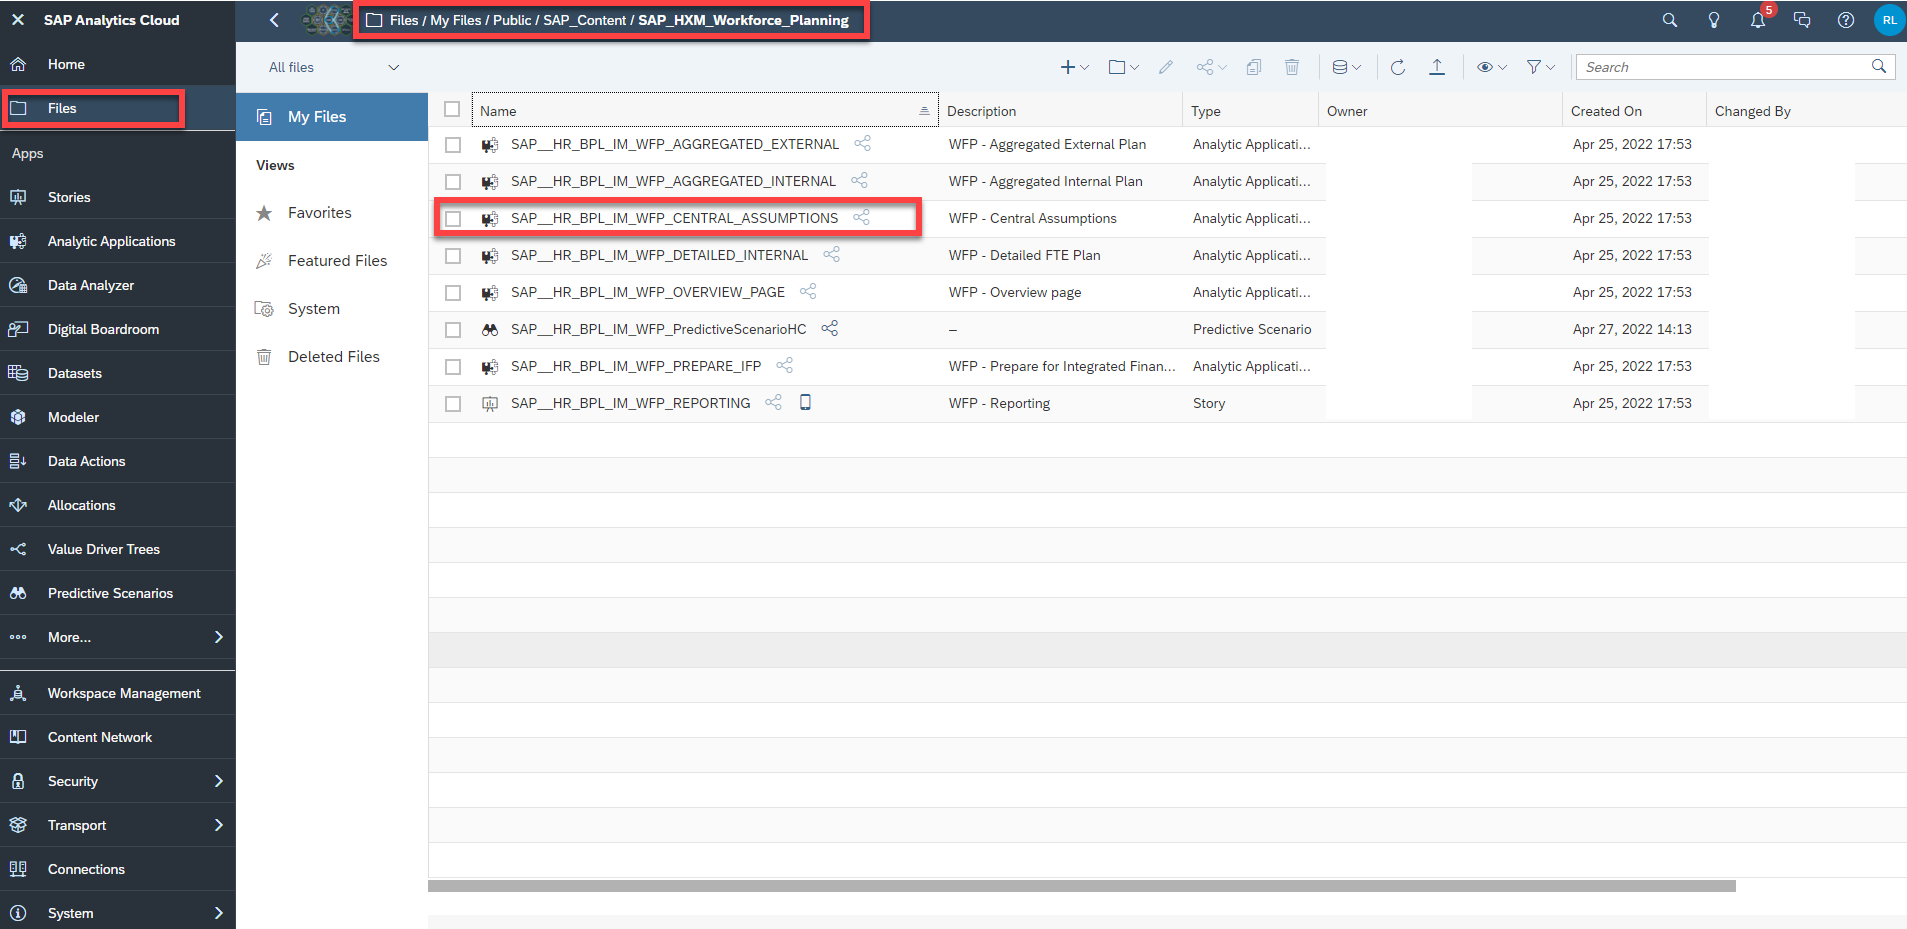 SAP Analytics Cloud
Files / My Files / Public / SAP_Content / SAP_HXM_Workforce_Planning
5
RL
Home
Files
Apps
Stories
Analytic Applications
Data Analyzer
Digital Boardroom
Datasets
Modeler
Data Actions
Allocations
Value Driver Trees
Predictive Scenarios
More...
Workspace Management
Content Network
Security
Transport
Connections
System
All files
Search
My Files
Views
Favorites
Featured Files
System
Deleted Files
Name Description Type Owner Created On Changed By
SAP__HR_BPL_IM_WFP_AGGREGATED_EXTERNAL WFP - Aggregated External Plan Analytic Applicati... Apr 25, 2022 17:53
SAP__HR_BPL_IM_WFP_AGGREGATED_INTERNAL WFP - Aggregated Internal Plan Analytic Applicati... Apr 25, 2022 17:53
SAP__HR_BPL_IM_WFP_CENTRAL_ASSUMPTIONS WFP - Central Assumptions Analytic Applicati... Apr 25, 2022 17:53
SAP__HR_BPL_IM_WFP_DETAILED_INTERNAL WFP - Detailed FTE Plan Analytic Applicati... Apr 25, 2022 17:53
SAP__HR_BPL_IM_WFP_OVERVIEW_PAGE WFP - Overview page Analytic Applicati... Apr 25, 2022 17:53
SAP__HR_BPL_IM_WFP_PredictiveScenarioHC – Predictive Scenario Apr 27, 2022 14:13
SAP__HR_BPL_IM_WFP_PREPARE_IFP WFP - Prepare for Integrated Finan... Analytic Applicati... Apr 25, 2022 17:53
SAP__HR_BPL_IM_WFP_REPORTING WFP - Reporting Story Apr 25, 2022 17:53